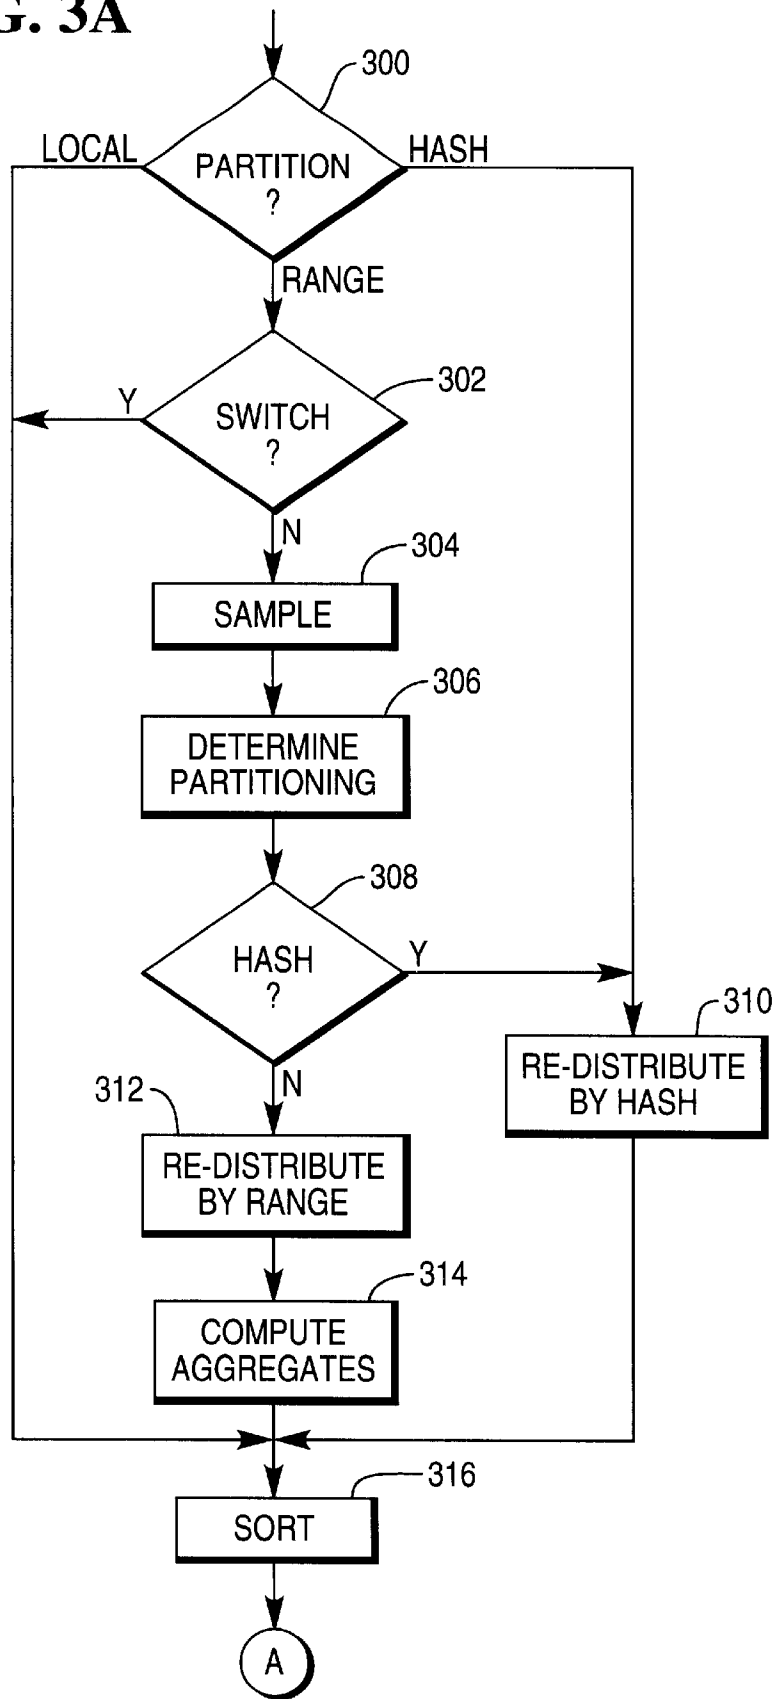 G. 3A
300
LOCAL
HASH
PARTITION
?
RANGE
302
Y
SWITCH
?
N
304
SAMPLE
306
DETERMINE
PARTITIONING
308
HASH
?
Y
310
RE-DISTRIBUTE
BY HASH
N
312
RE-DISTRIBUTE
BY RANGE
314
COMPUTE
AGGREGATES
316
SORT
A